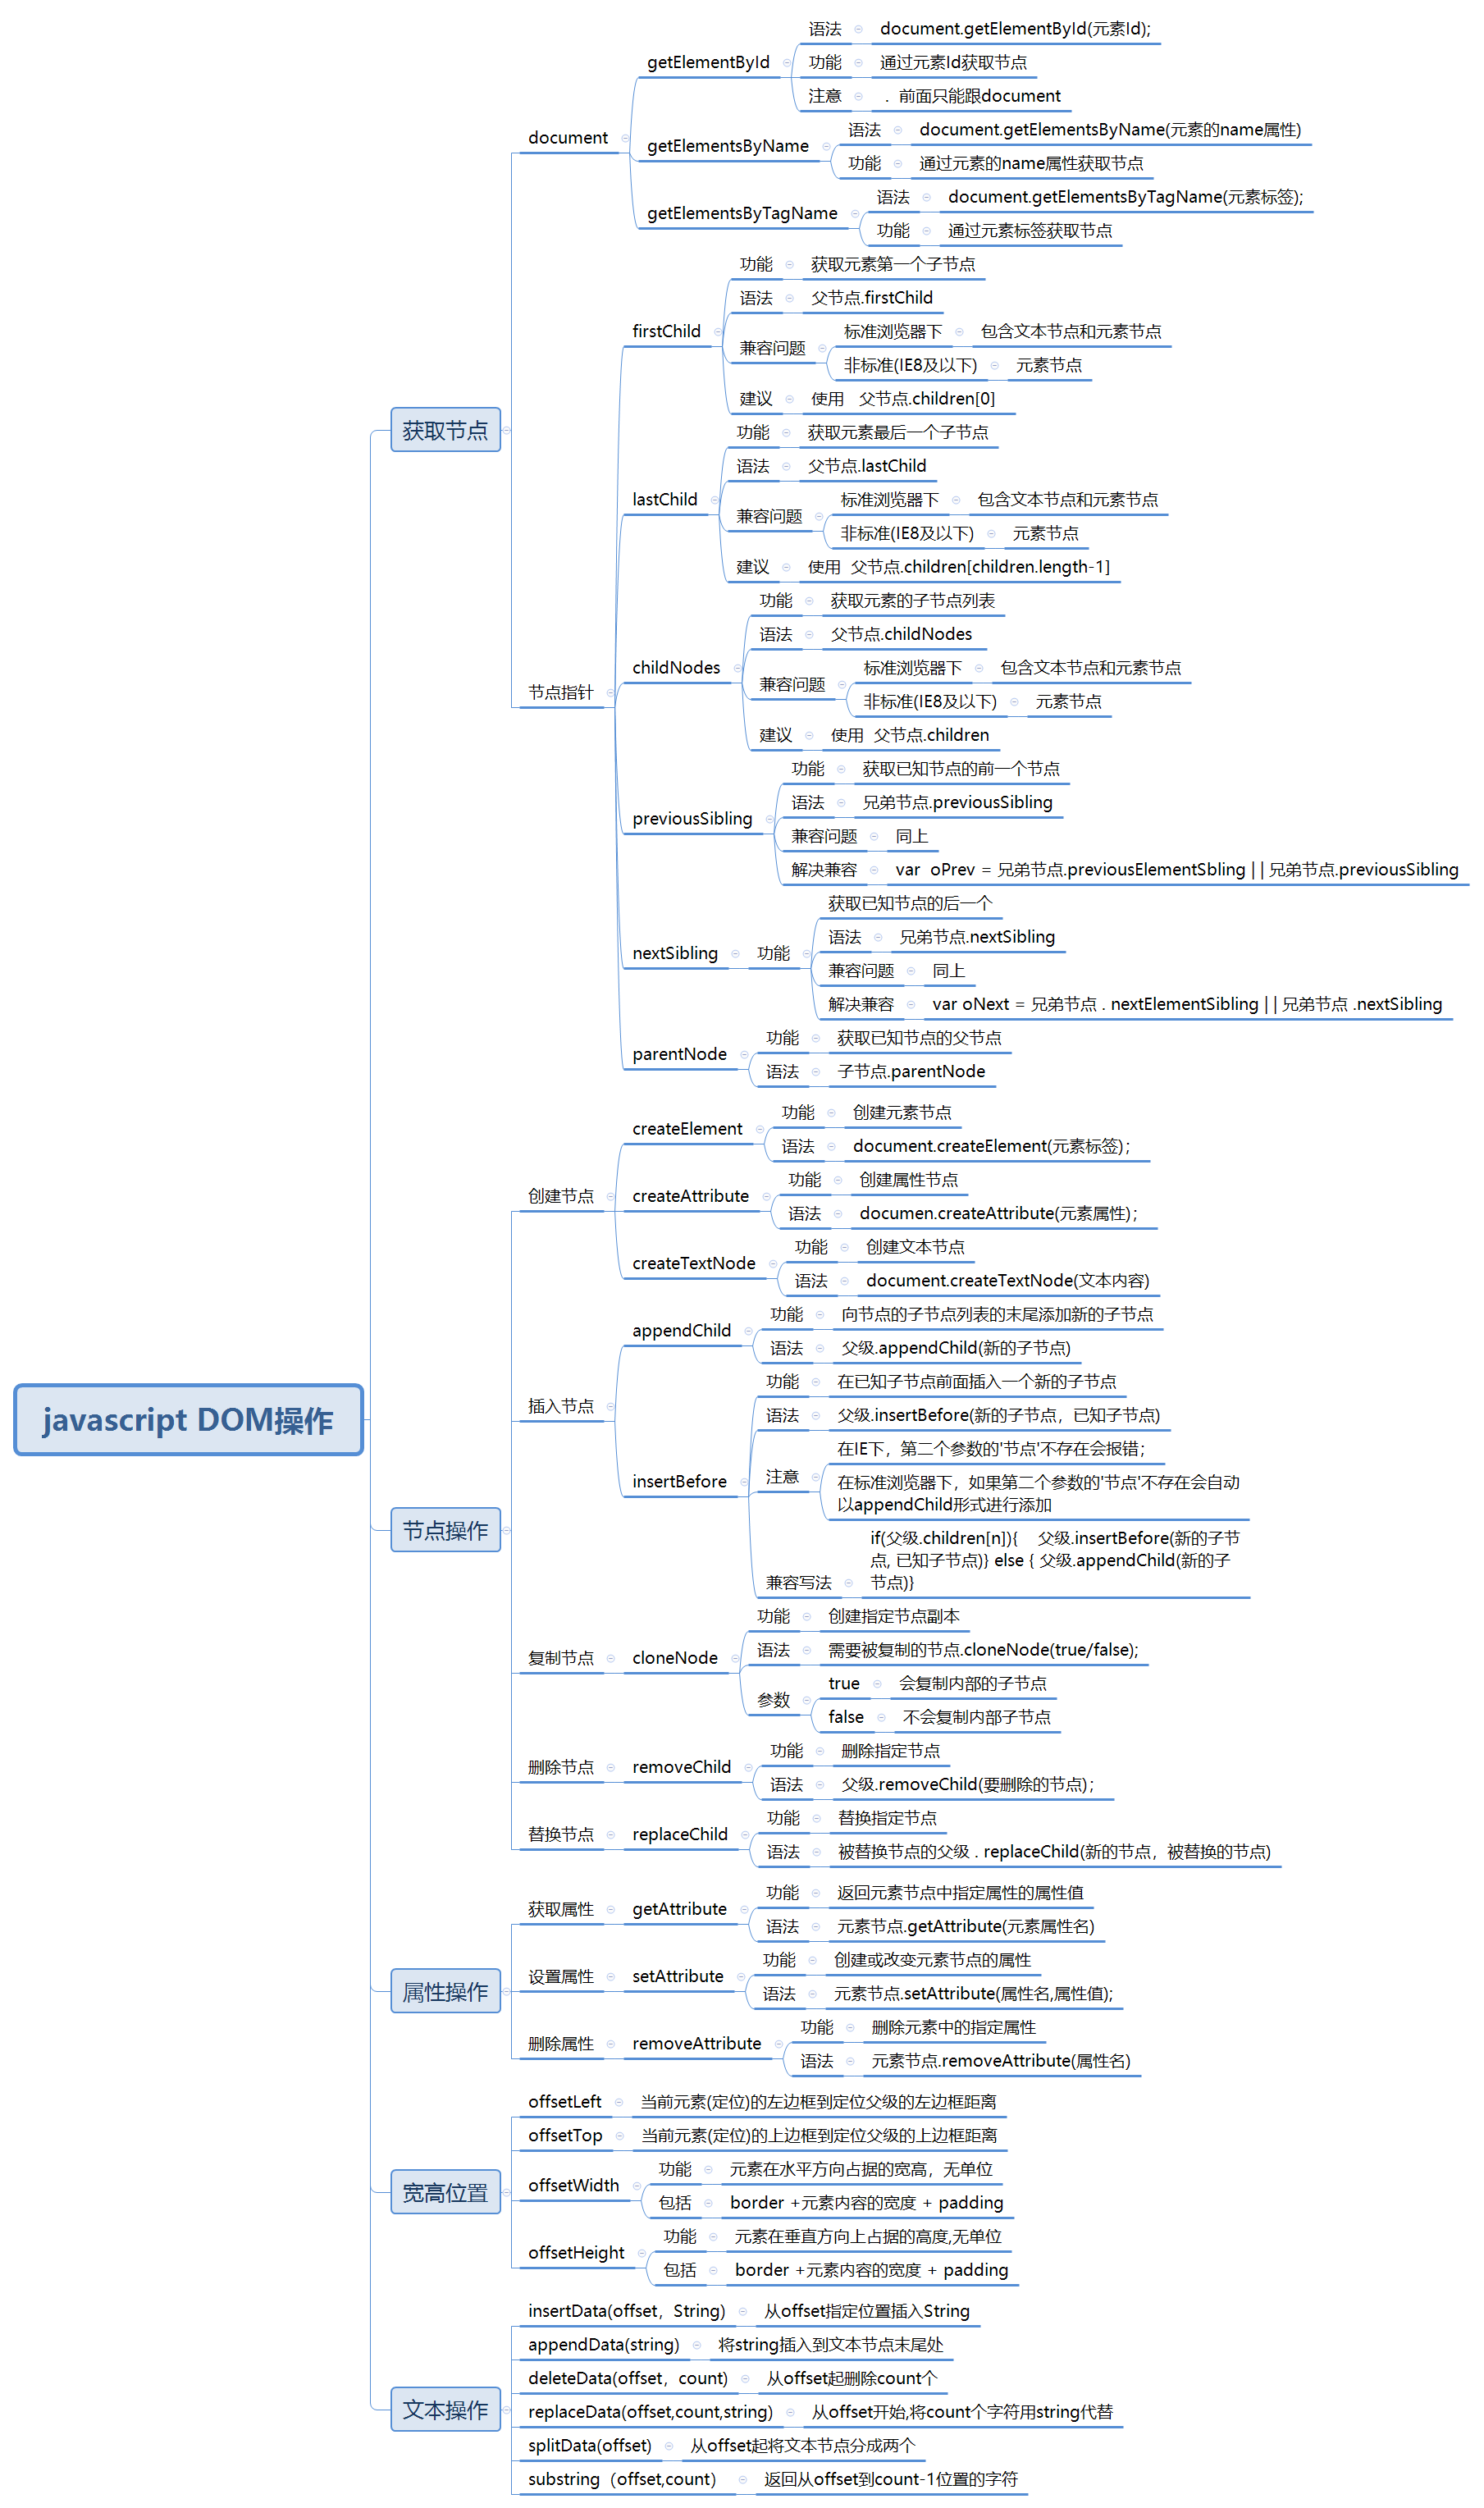 javascript DOM操作
获取节点
document
getElementById
语法
document.getElementById(元素Id);
功能
通过元素Id获取节点
注意
. 前面只能跟document
getElementsByName
语法
document.getElementsByName(元素的name属性)
功能
通过元素的name属性获取节点
getElementsByTagName
语法
document.getElementsByTagName(元素标签);
功能
通过元素标签获取节点
节点指针
firstChild
功能
获取元素第一个子节点
语法
父节点.firstChild
兼容问题
标准浏览器下
包含文本节点和元素节点
非标准(IE8及以下)
元素节点
建议
使用 父节点.children[0]
lastChild
功能
获取元素最后一个子节点
语法
父节点.lastChild
兼容问题
标准浏览器下
包含文本节点和元素节点
非标准(IE8及以下)
元素节点
建议
使用 父节点.children[children.length-1]
childNodes
功能
获取元素的子节点列表
语法
父节点.childNodes
兼容问题
标准浏览器下
包含文本节点和元素节点
非标准(IE8及以下)
元素节点
建议
使用 父节点.children
previousSibling
功能
获取已知节点的前一个节点
语法
兄弟节点.previousSibling
兼容问题
同上
解决兼容
var oPrev = 兄弟节点.previousElementSbling || 兄弟节点.previousSibling
nextSibling
功能
获取已知节点的后一个
语法
兄弟节点.nextSibling
兼容问题
同上
解决兼容
var oNext = 兄弟节点 . nextElementSibling || 兄弟节点 .nextSibling
parentNode
功能
获取已知节点的父节点
语法
子节点.parentNode
节点操作
创建节点
createElement
功能
创建元素节点
语法
document.createElement(元素标签)；
createAttribute
功能
创建属性节点
语法
documen.createAttribute(元素属性)；
createTextNode
功能
创建文本节点
语法
document.createTextNode(文本内容)
插入节点
appendChild
功能
向节点的子节点列表的末尾添加新的子节点
语法
父级.appendChild(新的子节点)
insertBefore
功能
在已知子节点前面插入一个新的子节点
语法
父级.insertBefore(新的子节点，已知子节点)
注意
在IE下，第二个参数的'节点'不存在会报错；
在标准浏览器下，如果第二个参数的'节点'不存在会自动
以appendChild形式进行添加
兼容写法
if(父级.children[n]){ 父级.insertBefore(新的子节
点, 已知子节点)} else { 父级.appendChild(新的子
节点)}
复制节点
cloneNode
功能
创建指定节点副本
语法
需要被复制的节点.cloneNode(true/false);
参数
true
会复制内部的子节点
false
不会复制内部子节点
删除节点
removeChild
功能
删除指定节点
语法
父级.removeChild(要删除的节点)；
替换节点
replaceChild
功能
替换指定节点
语法
被替换节点的父级 . replaceChild(新的节点，被替换的节点)
属性操作
获取属性
getAttribute
功能
返回元素节点中指定属性的属性值
语法
元素节点.getAttribute(元素属性名)
设置属性
setAttribute
功能
创建或改变元素节点的属性
语法
元素节点.setAttribute(属性名,属性值);
删除属性
removeAttribute
功能
删除元素中的指定属性
语法
元素节点.removeAttribute(属性名)
宽高位置
offsetLeft
当前元素(定位)的左边框到定位父级的左边框距离
offsetTop
当前元素(定位)的上边框到定位父级的上边框距离
offsetWidth
功能
元素在水平方向占据的宽高，无单位
包括
border +元素内容的宽度 + padding
offsetHeight
功能
元素在垂直方向上占据的高度,无单位
包括
border +元素内容的宽度 + padding
文本操作
insertData(offset，String)
从offset指定位置插入String
appendData(string)
将string插入到文本节点末尾处
deleteData(offset，count)
从offset起删除count个
replaceData(offset,count,string)
从offset开始,将count个字符用string代替
splitData(offset)
从offset起将文本节点分成两个
substring（offset,count）
返回从offset到count-1位置的字符